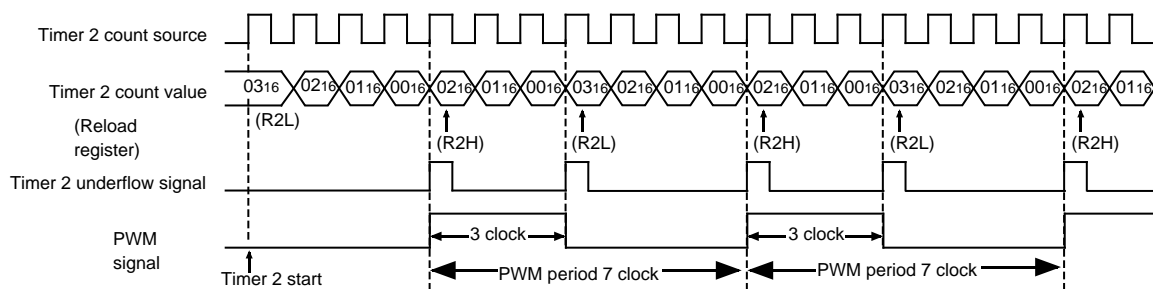 Timer 2 count source
Timer 2 count value
0316 0216 0116 0016 0216 0116 0016 0316 0216 0116 0016 0216 0116 0016 0316 0216 0116 0016 0216 0116
(Reload
register)
(R2L) (R2H) (R2L) (R2H) (R2L) (R2H)
Timer 2 underflow signal
PWM
signal
3 clock 3 clock
Timer 2 start
PWM period 7 clock PWM period 7 clock